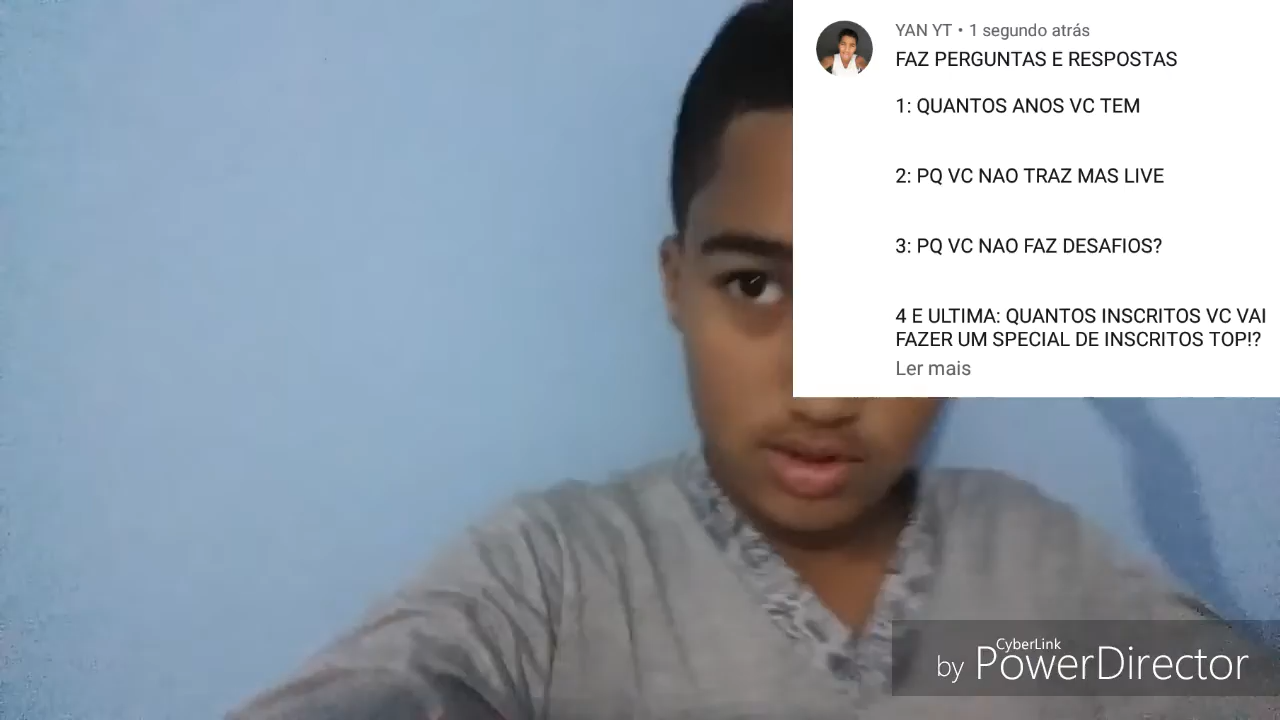 YAN YT • 1 segundo atrás
FAZ PERGUNTAS E RESPOSTAS
1: QUANTOS ANOS VC TEM
2: PQ VC NAO TRAZ MAS LIVE
3: PQ VC NAO FAZ DESAFIOS?
4 E ULTIMA: QUANTOS INSCRITOS VC VAI
FAZER UM SPECIAL DE INSCRITOS TOP!?
Ler mais
CyberLink
by PowerDirector